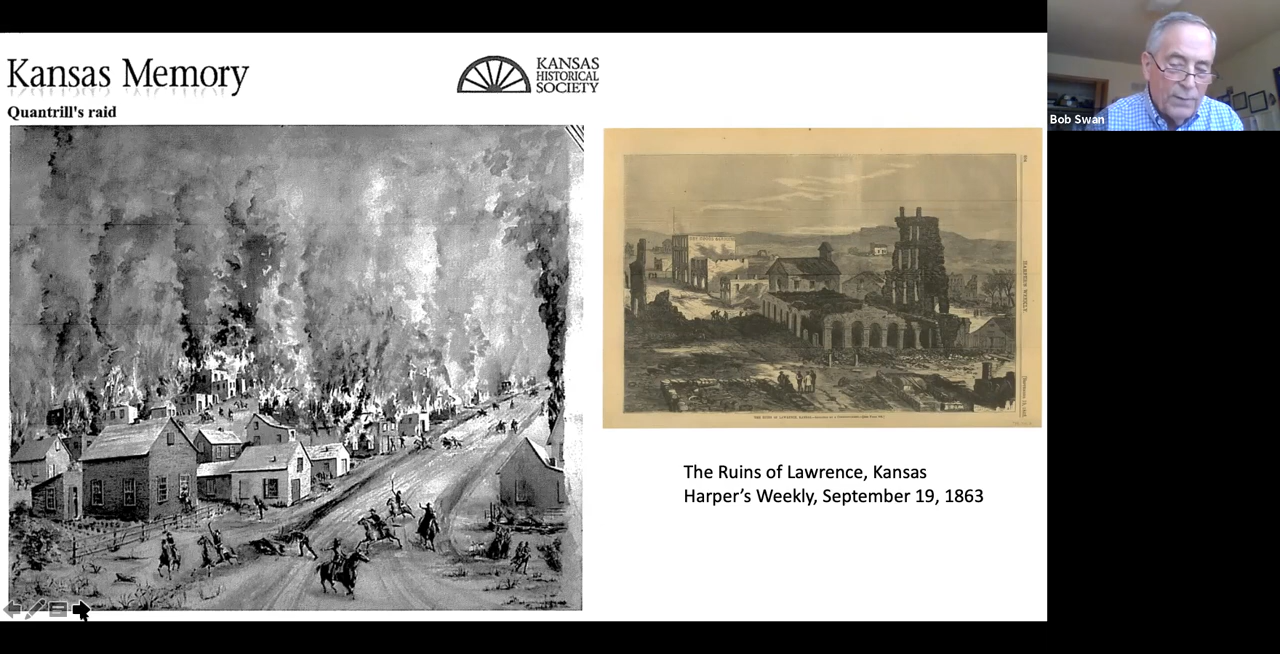 Kansas Memory
KANSAS
HISTORICAL
SOCIETY
Quantrill's raid
HARPER'S WEEKLY.
The Ruins of Lawrence, Kansas
Harper's Weekly, September 19, 1863
Bob Swan